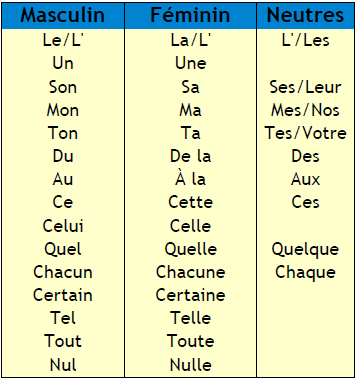 Masculin Féminin Neutres
Le/L' La/L' L'/Les
Un Une
Son Sa Ses/Leur
Mon Ma Mes/Nos
Ton Ta Tes/Votre
Du De la Des
Au À la Aux
Ce Cette Ces
Celui Celle
Quel Quelle Quelque
Chacun Chacune Chaque
Certain Certaine
Tel Telle
Tout Toute
Nul Nulle